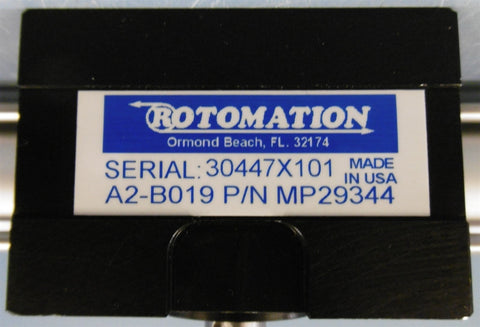 ROTOMATION
Ormond Beach, FL. 32174
SERIAL: 30447X101 MADE IN USA
A2-B019 P/N MP29344